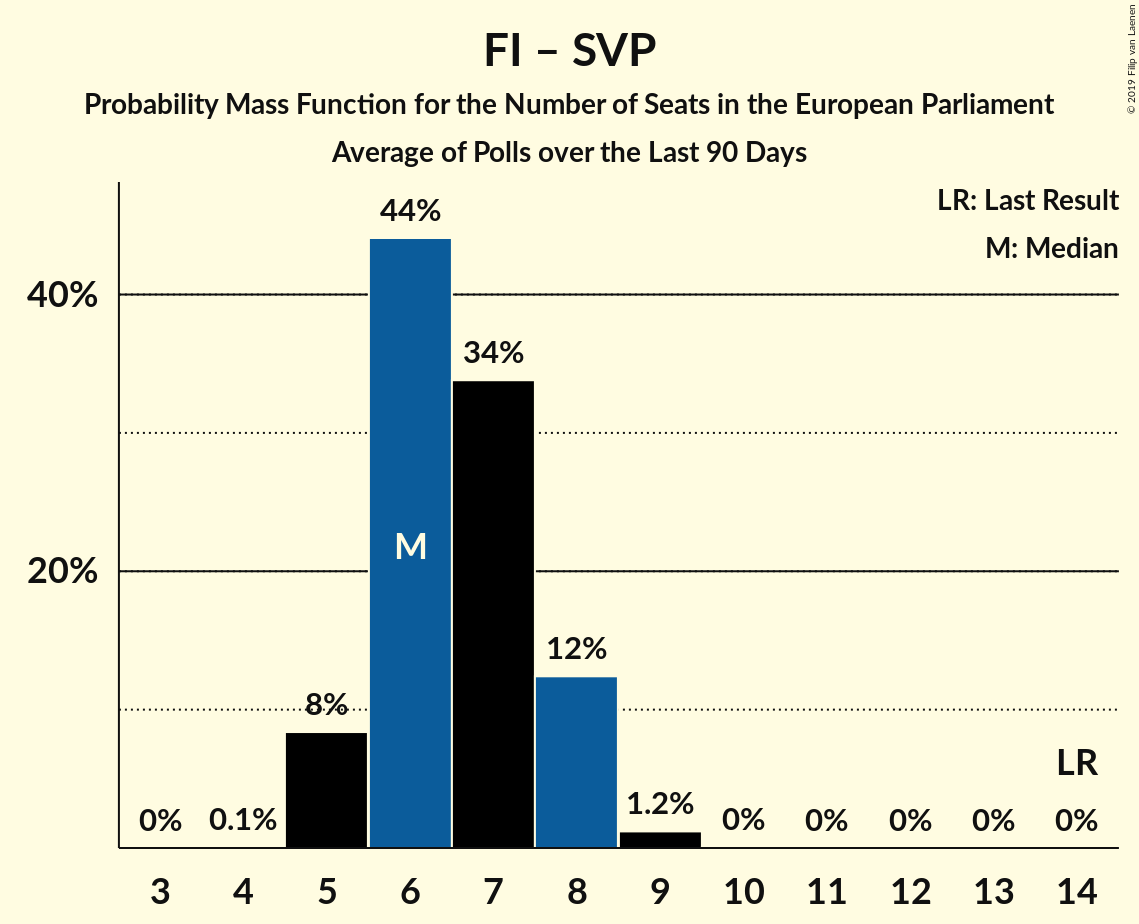 FI – SVP
Probability Mass Function for the Number of Seats in the European Parliament
Average of Polls over the Last 90 Days
© 2019 Filip van Laenen
LR: Last Result
M: Median
44%
40%
34%
M
20%
12%
8%
LR
0%
0.1%
1.2%
0%
0%
0%
0%
0%
3 4 5 6 7 8 9 10 11 12 13 14